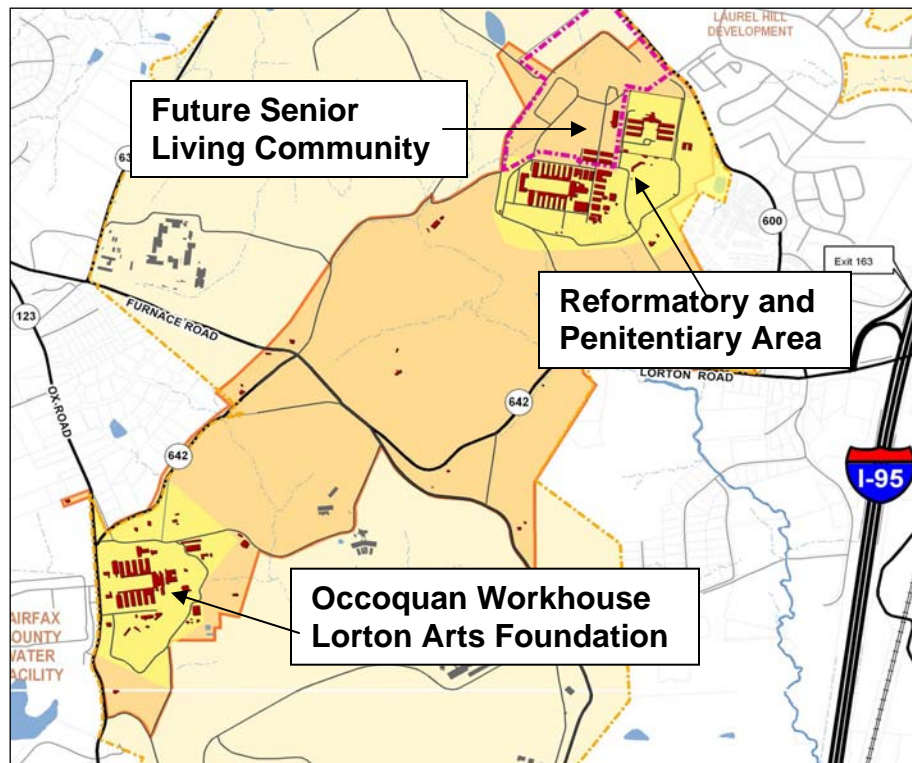 LAUREL HILL
DEVELOPMENT
Future Senior
Living Community
600
Exit 163
Reformatory and
Penitentiary Area
123
FURNACE ROAD
LORTON ROAD
OX ROAD
642
642
I-95
Occoquan Workhouse
Lorton Arts Foundation
AIRFAX
OUNTY
WATER
ACILITY